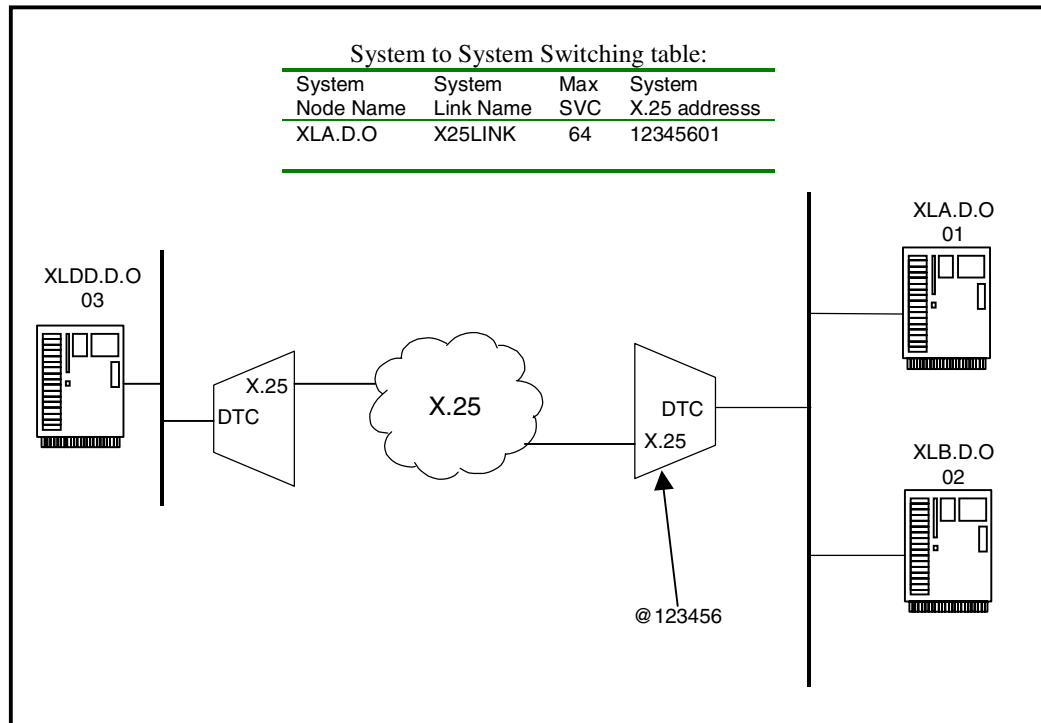 System to System Switching table:
System System Max System
Node Name Link Name SVC X.25 addresss
XLA.D.O X25LINK 64 12345601
XLA.D.O
01
XLDD.D.O
03
X.25
DTC
X.25
DTC
X.25
XLB.D.O
02
@123456